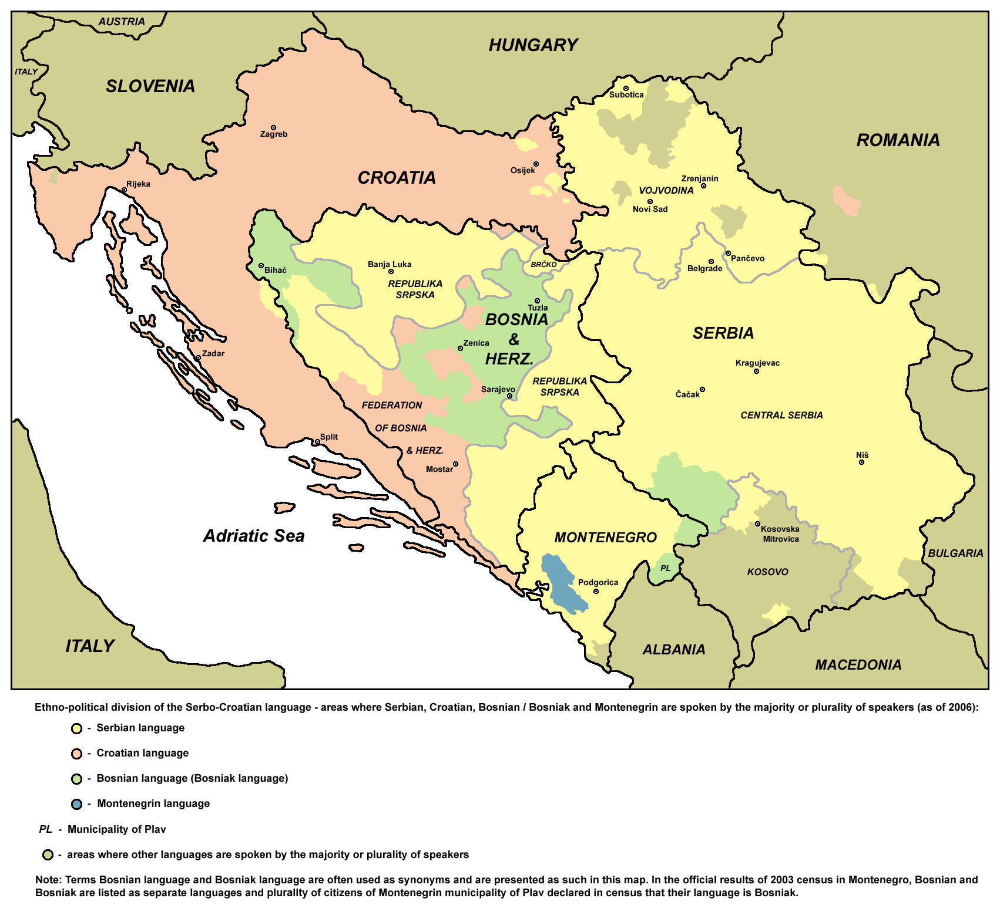 AUSTRIA
HUNGARY
ITALY
SLOVENIA
Subotica
Zagreb
ROMANIA
Osijek
CROATIA
Zrenjanin
Rijeka
VOJVODINA
Novi Sad
Pančevo
Belgrade
BRČKO
Banja Luka
Bihać
REPUBLIKA
SRPSKA
Tuzla
BOSNIA
&
HERZ.
SERBIA
Zenica
Zadar
Kragujevac
REPUBLIKA
SRPSKA
Sarajevo
Čačak
FEDERATION
OF BOSNIA
& HERZ.
CENTRAL SERBIA
Split
Mostar
Niš
Adriatic Sea
MONTENEGRO
Kosovska
Mitrovica
BULGARIA
PL
KOSOVO
Podgorica
ITALY
ALBANIA
MACEDONIA
Ethno-political division of the Serbo-Croatian language - areas where Serbian, Croatian, Bosnian / Bosniak and Montenegrin are spoken by the majority or plurality of speakers (as of 2006):
- Serbian language
- Croatian language
- Bosnian language (Bosniak language)
- Montenegrin language
PL - Municipality of Plav
- areas where other languages are spoken by the majority or plurality of speakers
Note: Terms Bosnian language and Bosniak language are often used as synonyms and are presented as such in this map. In the official results of 2003 census in Montenegro, Bosnian and
Bosniak are listed as separate languages and plurality of citizens of Montenegrin municipality of Plav declared in census that their language is Bosniak.